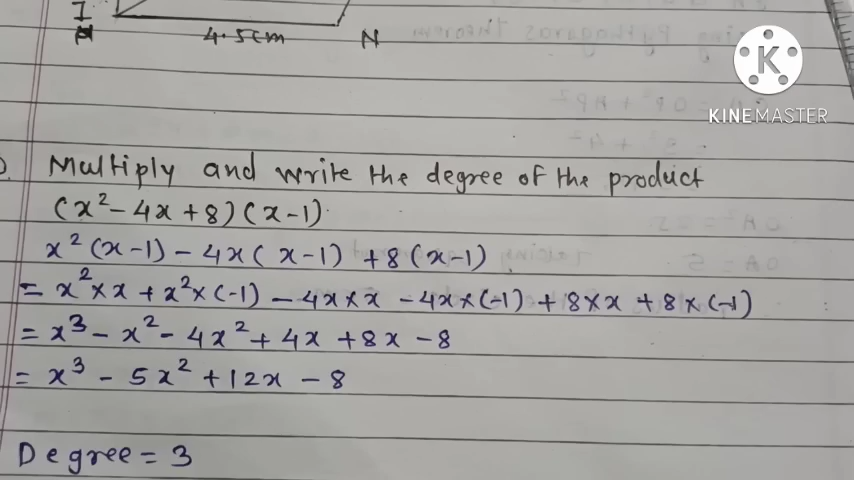 I
4.5cm N
K
KINEMASTER
Multiply and write the degree of the product
(x² - 4x + 8) (x - 1).
x² (x - 1) - 4x ( x - 1) + 8 (x - 1)
= x² × x + x² × (-1) - 4x × x - 4x × (-1) + 8 × x + 8 × (-1)
= x³ - x² - 4x² + 4x + 8x - 8
= x³ - 5x² + 12x - 8
Degree = 3